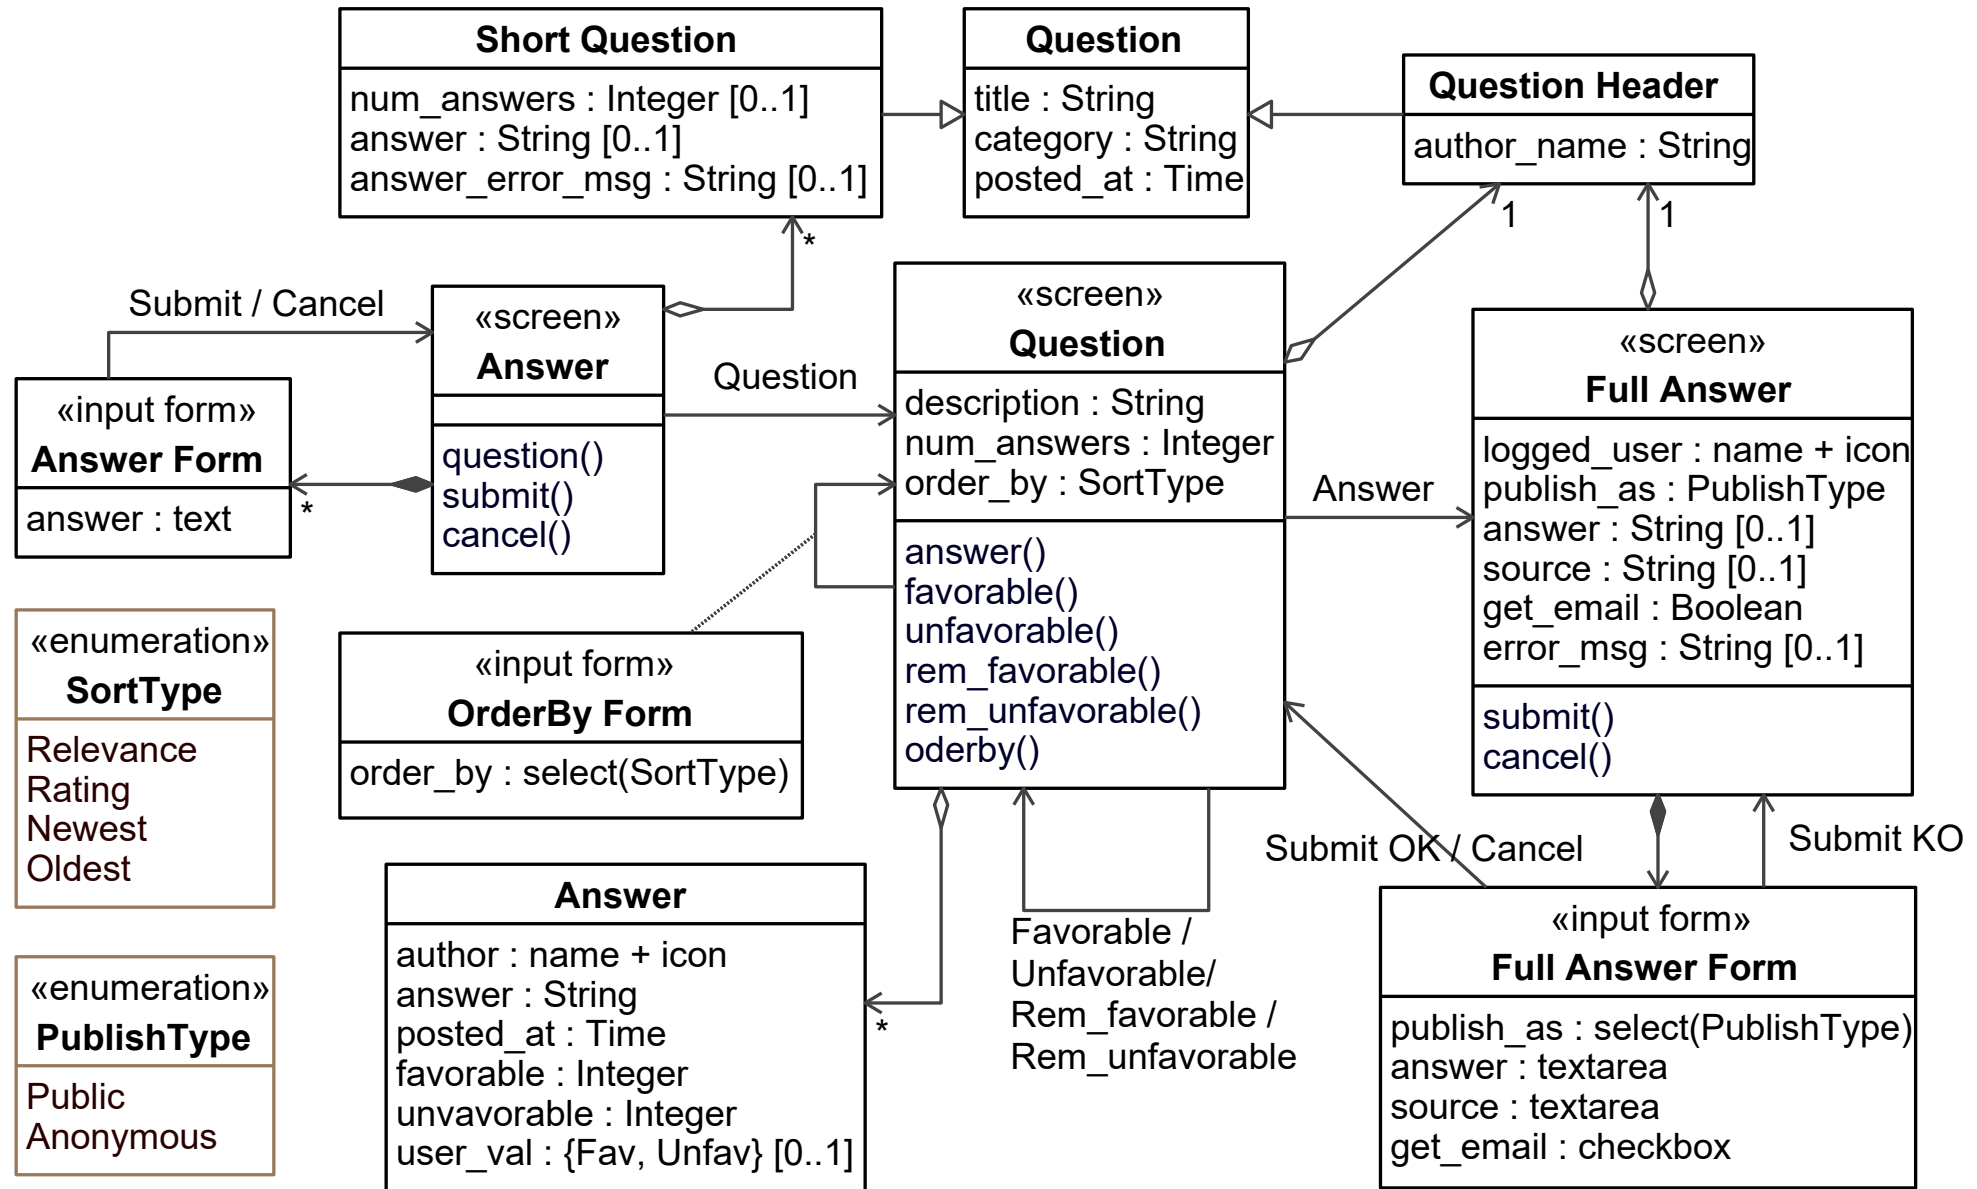 Short Question
num_answers : Integer [0..1]
answer : String [0..1]
answer_error_msg : String [0..1]
Question
title : String
category : String
posted_at : Time
Question Header
author_name : String
*
1
1
Submit / Cancel
«screen»
Answer
question()
submit()
cancel()
Question
«input form»
Answer Form
answer : text
*
«screen»
Question
description : String
num_answers : Integer
order_by : SortType
answer()
favorable()
unfavorable()
rem_favorable()
rem_unfavorable()
oderby()
Answer
«screen»
Full Answer
logged_user : name + icon
publish_as : PublishType
answer : String [0..1]
source : String [0..1]
get_email : Boolean
error_msg : String [0..1]
submit()
cancel()
«enumeration»
SortType
Relevance
Rating
Newest
Oldest
«input form»
OrderBy Form
order_by : select(SortType)
Submit OK / Cancel
Submit KO
«enumeration»
PublishType
Public
Anonymous
Answer
author : name + icon
answer : String
posted_at : Time
favorable : Integer
unvavorable : Integer
user_val : {Fav, Unfav} [0..1]
*
Favorable /
Unfavorable/
Rem_favorable /
Rem_unfavorable
«input form»
Full Answer Form
publish_as : select(PublishType)
answer : textarea
source : textarea
get_email : checkbox